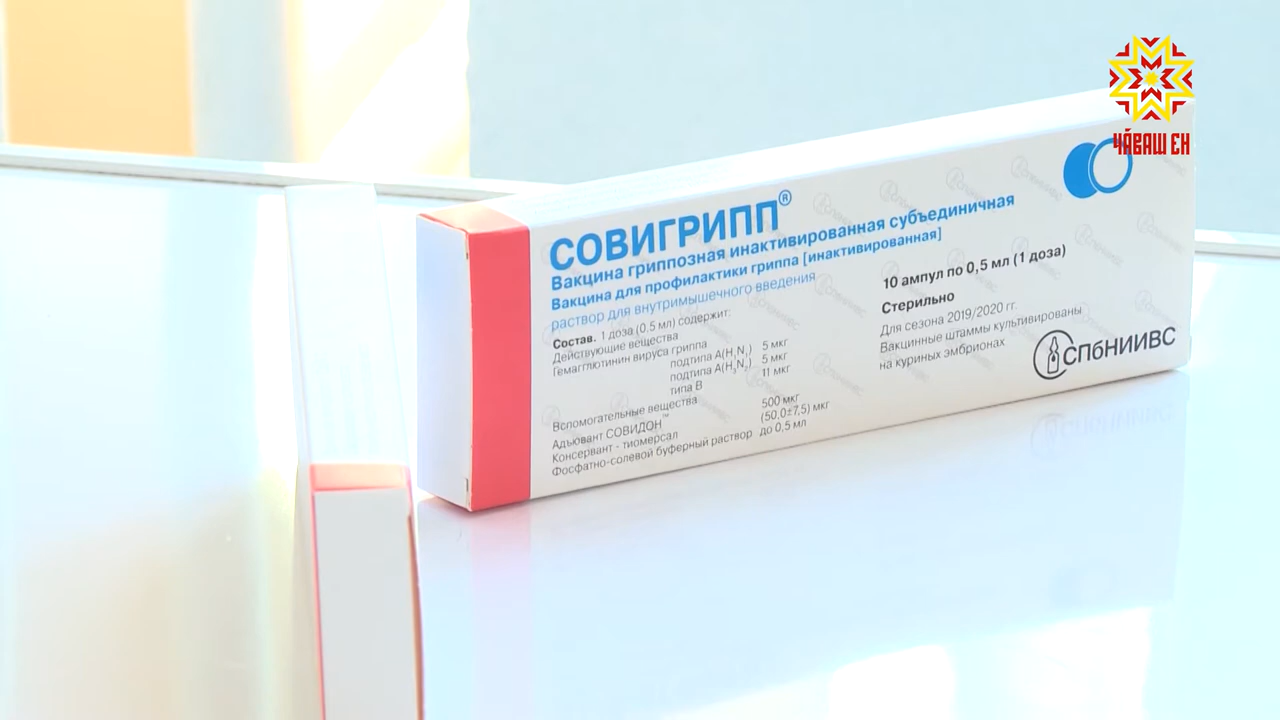 ЧӐВАШ ЕН
СОВИГРИПП®
Вакцина гриппозная инактивированная субъединичная
Вакцина для профилактики гриппа [инактивированная]
раствор для внутримышечного введения
Состав. 1 доза (0,5 мл) содержит:
Действующие вещества
Гемагглютинин вируса гриппа
подтипа А(H₁N₁) 5 мкг
подтипа А(H₃N₂) 5 мкг
типа В 11 мкг
Вспомогательные вещества
Адъювант СОВИДОН™ 500 мкг
Консервант - тиомерсал (50,0±7,5) мкг
Фосфатно-солевой буферный раствор до 0,5 мл
10 ампул по 0,5 мл (1 доза)
Стерильно
Для сезона 2019/2020 гг.
Вакцинные штаммы культивированы
на куриных эмбрионах
СПбНИИВС